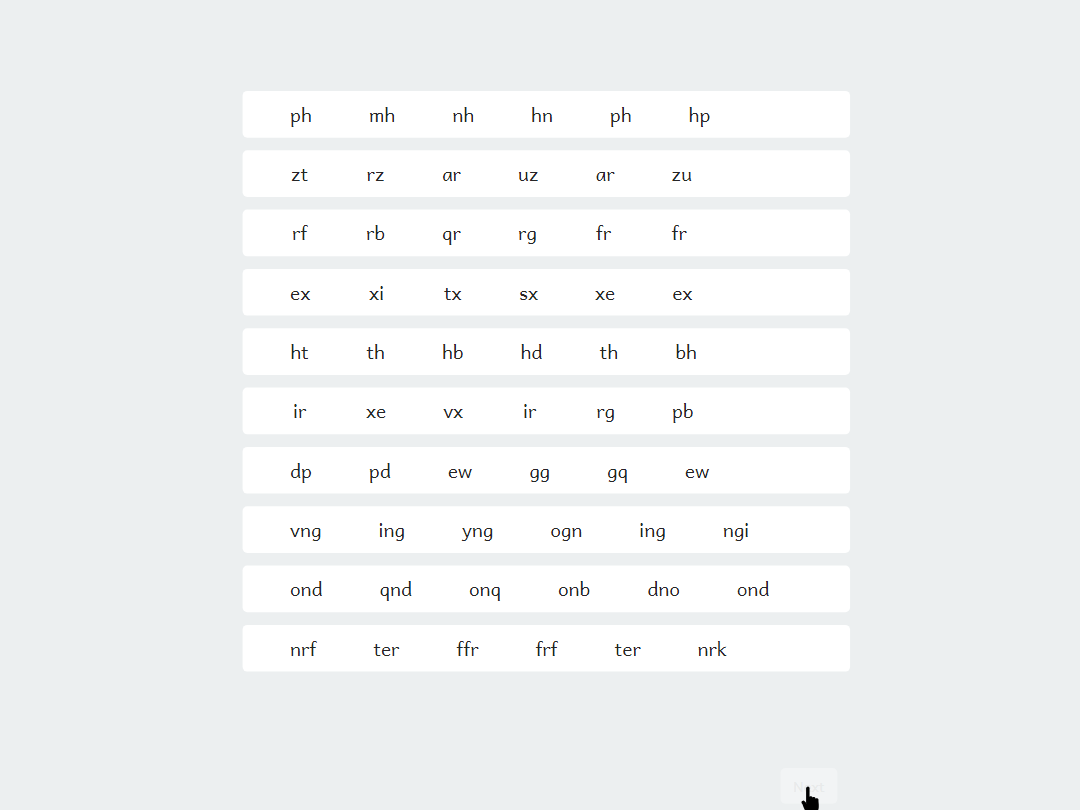 ph mh nh hn ph hp
zt rz ar uz ar zu
rf rb qr rg fr fr
ex xi tx sx xe ex
ht th hb hd th bh
ir xe vx ir rg pb
dp pd ew gg gq ew
vng ing yng ogn ing ngi
ond qnd onq onb dno ond
nrf ter ffr frf ter nrk